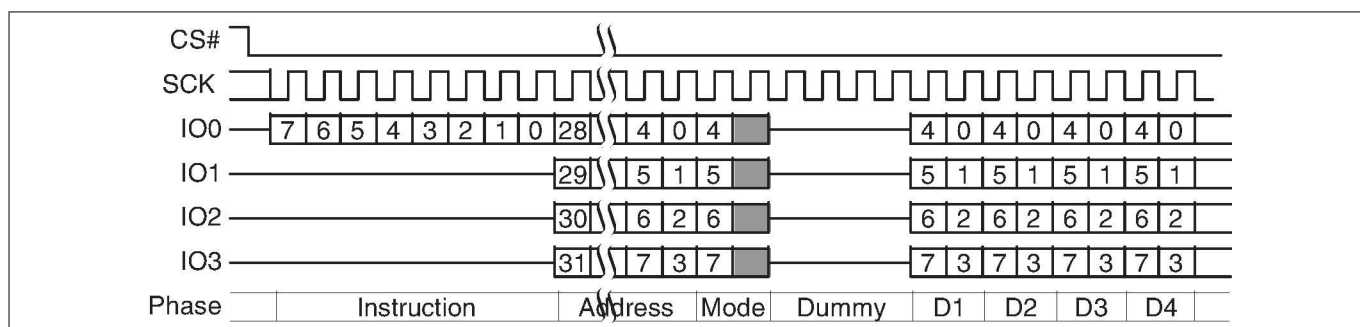 CS#
SCK
IO0 7 6 5 4 3 2 1 0 28 4 0 4 4 0 4 0 4 0 4 0
IO1 29 5 1 5 5 1 5 1 5 1 5 1
IO2 30 6 2 6 6 2 6 2 6 2 6 2
IO3 31 7 3 7 7 3 7 3 7 3 7 3
Phase Instruction Address Mode Dummy D1 D2 D3 D4